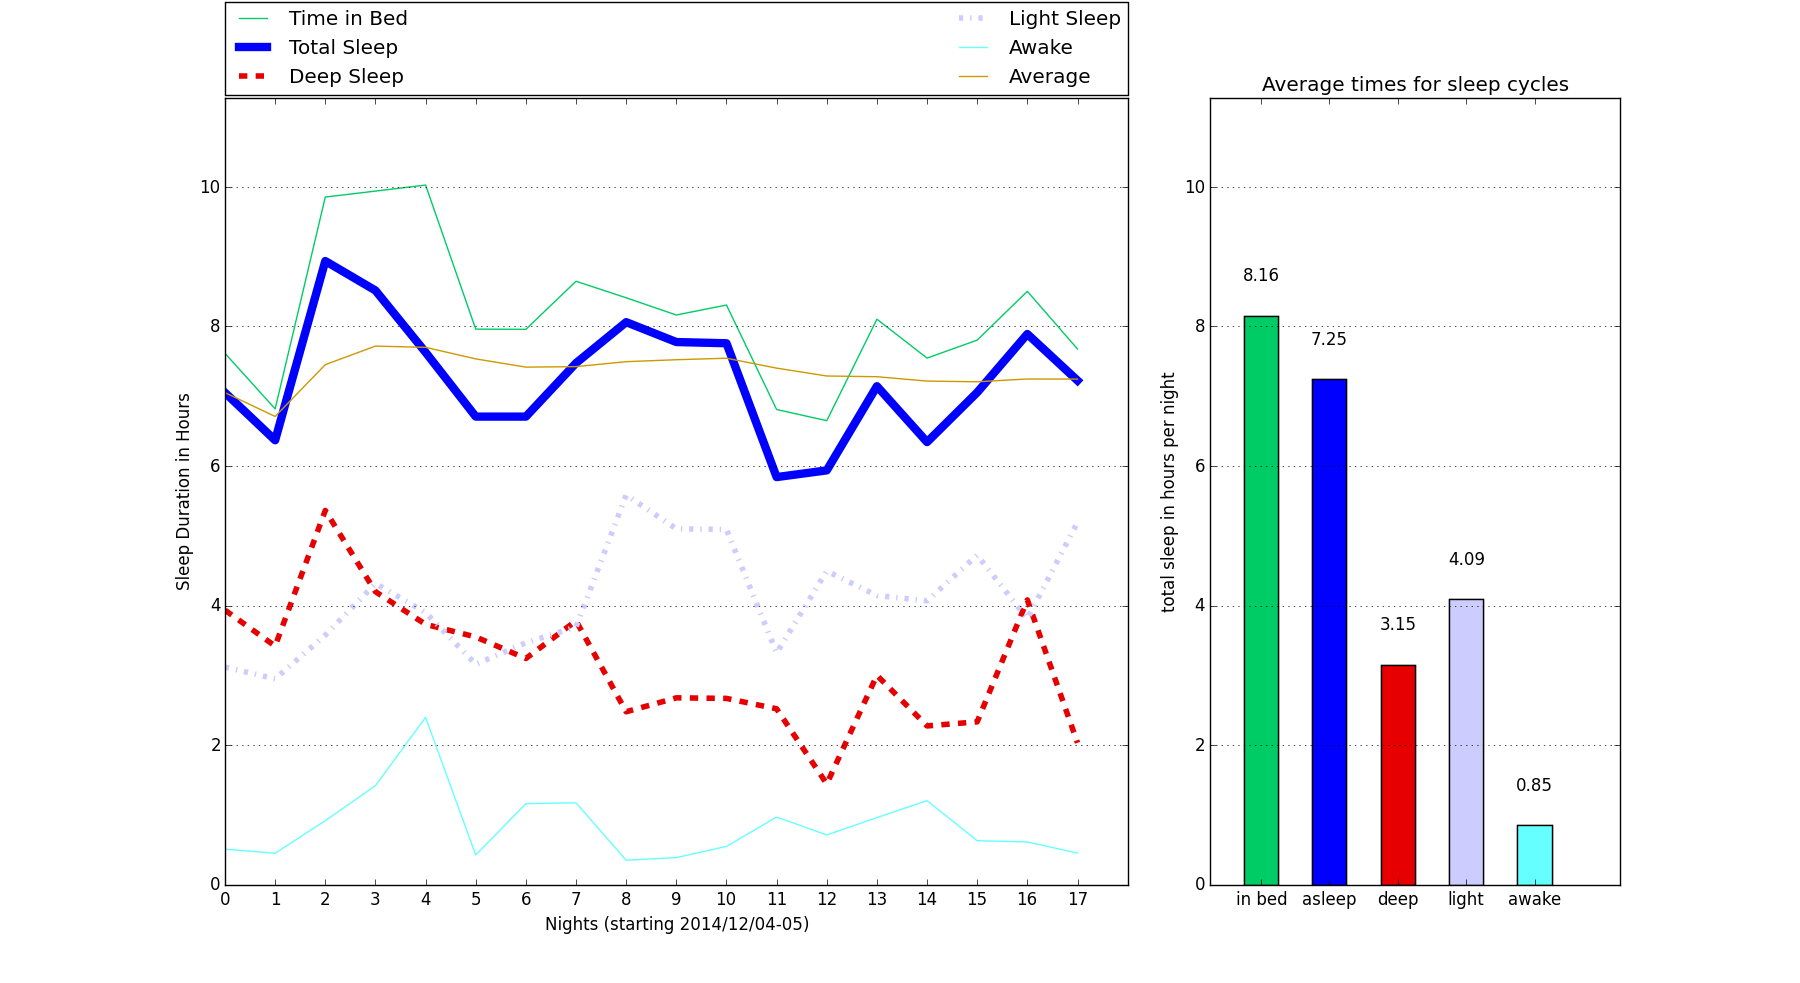 Time in Bed
Total Sleep
Deep Sleep
Light Sleep
Awake
Average
Sleep Duration in Hours
10
8
6
4
2
0
0 1 2 3 4 5 6 7 8 9 10 11 12 13 14 15 16 17
Nights (starting 2014/12/04-05)
Average times for sleep cycles
total sleep in hours per night
10
8
6
4
2
0
8.16
7.25
3.15
4.09
0.85
in bed asleep deep light awake